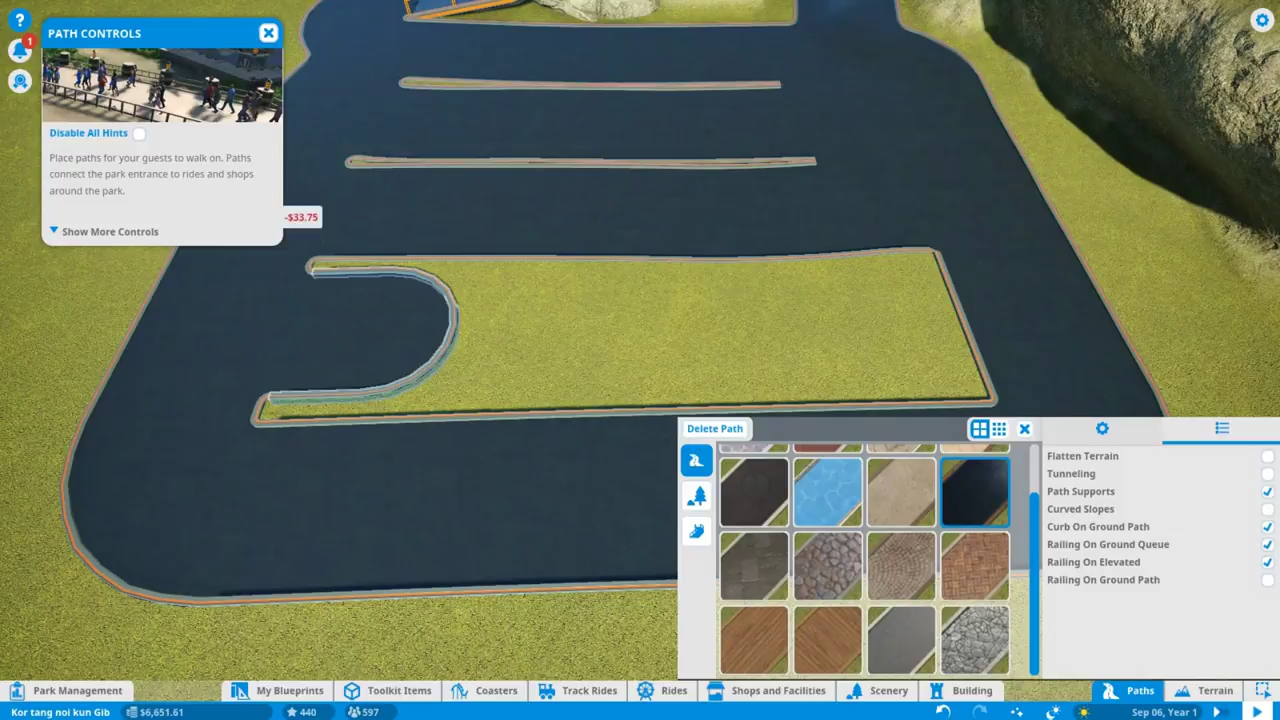 ?
1
PATH CONTROLS
Disable All Hints
Place paths for your guests to walk on. Paths
connect the park entrance to rides and shops
around the park.
-$33.75
Show More Controls
Delete Path
Flatten Terrain
Tunneling
Path Supports
Curved Slopes
Curb On Ground Path
Railing On Ground Queue
Railing On Elevated
Railing On Ground Path
Park Management
My Blueprints
Toolkit Items
Coasters
Track Rides
Rides
Shops and Facilities
Scenery
Building
Paths
Terrain
Kor tang noi kun Gib
$6,651.61
440
597
Sep 06, Year 1